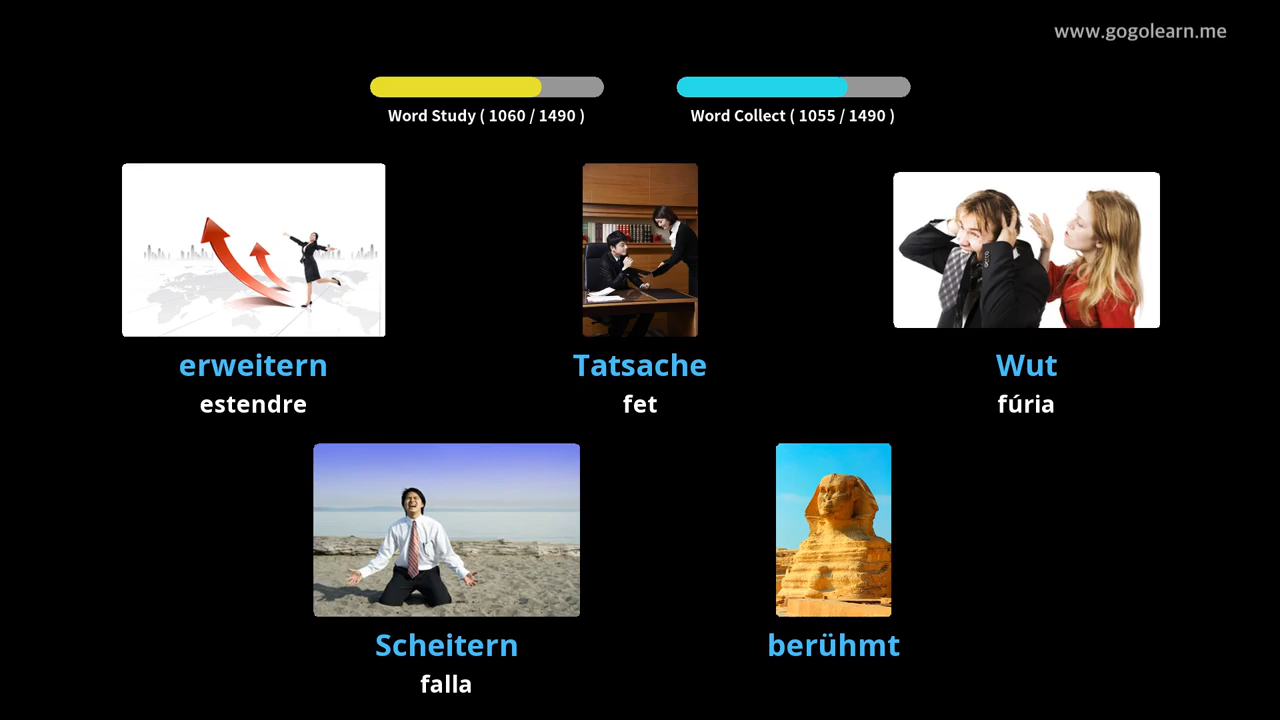 www.gogolearn.me
Word Study ( 1060 / 1490 )
Word Collect ( 1055 / 1490 )
erweitern
estendre
Tatsache
fet
Wut
fúria
Scheitern
falla
berühmt